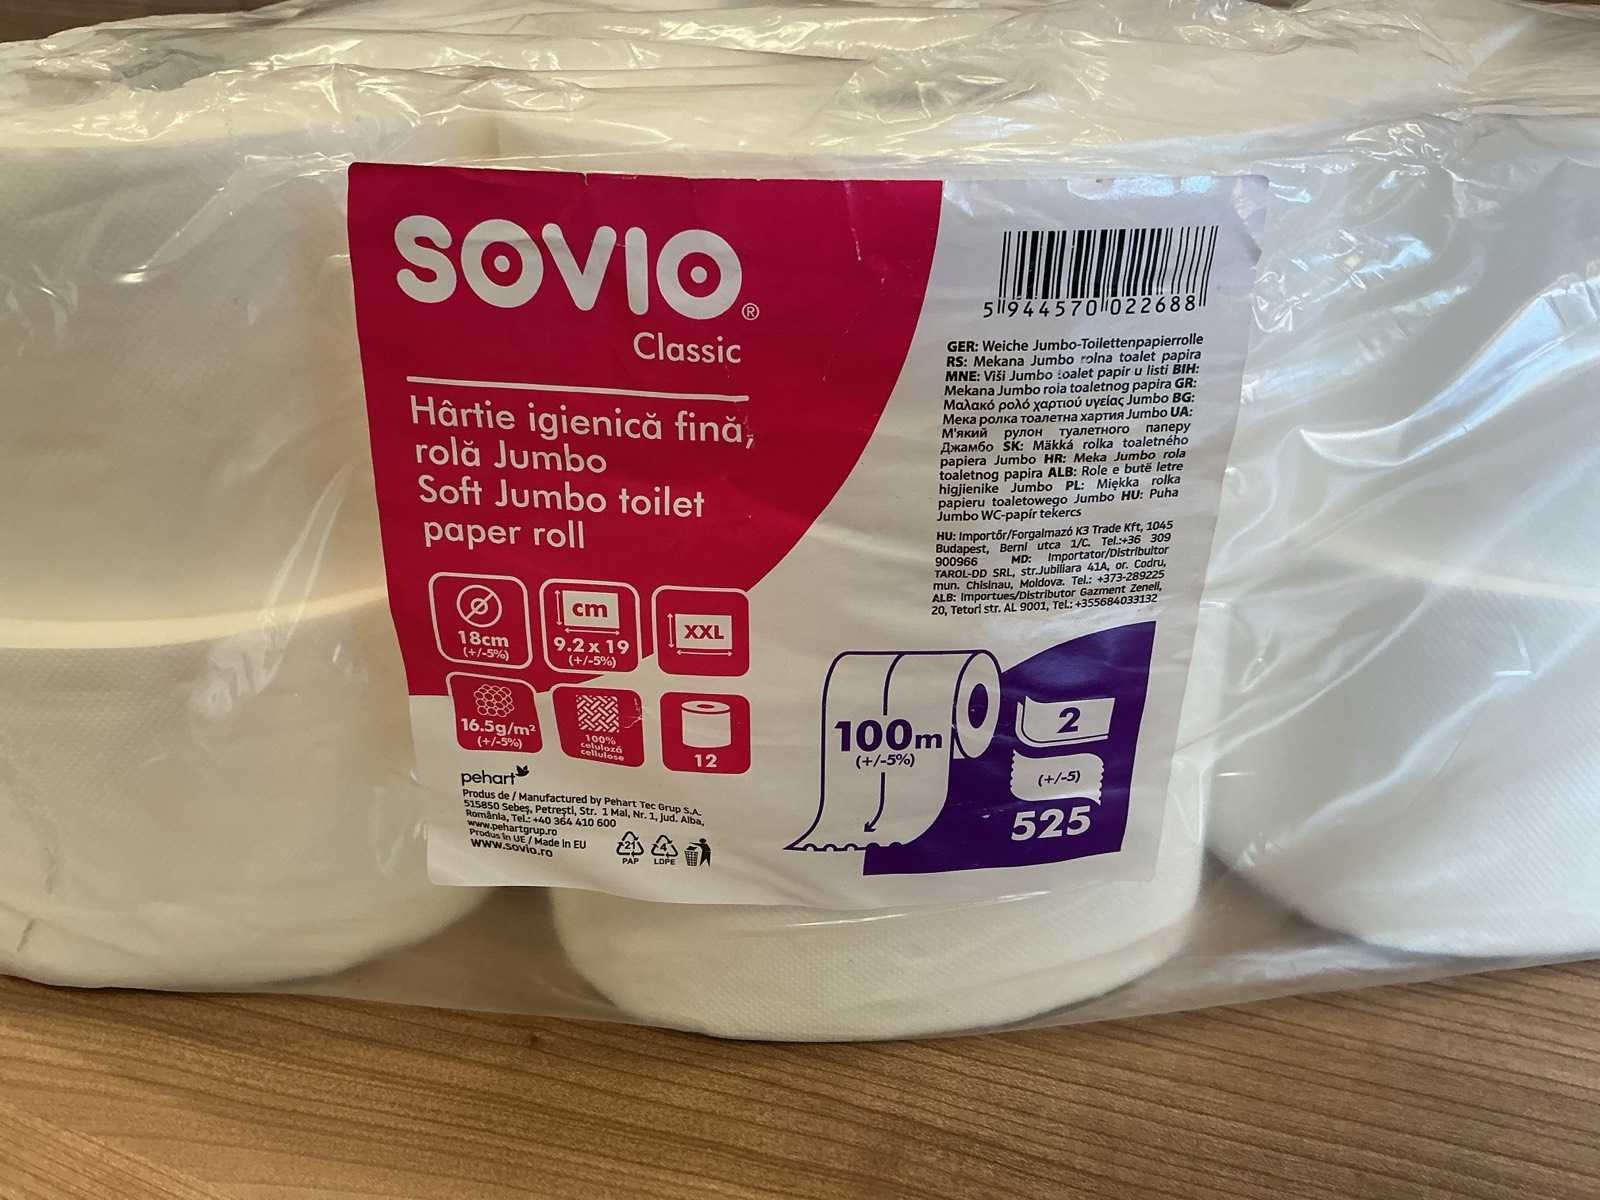 SOVIO®
Classic
Hârtie igienică fină,
rolă Jumbo
Soft Jumbo toilet
paper roll
18cm
(+/-5%)
cm
9.2 x 19
(+/-5%)
XXL
16.5g/m²
(+/-5%)
100%
celuloză
cellulose
12
pehart
Produs de / Manufactured by Pehart Tec Grup S.A.
515850 Sebeș, Petrești, Str. 1 Mai, Nr. 1, jud. Alba,
România, Tel.: +40 364 410 600
www.pehartgrup.ro
Produs în UE / Made in EU
www.sovio.ro
21
PAP
4
LDPE
5 944570 022688
GER: Weiche Jumbo-Toilettenpapierrolle
RS: Mekana Jumbo rolna toalet papira
MNE: Viši Jumbo toalet papir u listi BIH:
Mekana Jumbo rola toaletnog papira GR:
Μαλακό ρολό χαρτιού υγείας Jumbo BG:
Мека ролка тоалетна хартия Jumbo UA:
М'який рулон туалетного паперу
Джамбо SK: Mäkká rolka toaletného
papiera Jumbo HR: Meka Jumbo rola
toaletnog papira ALB: Role e butë letre
higjienike Jumbo PL: Miękka rolka
papieru toaletowego Jumbo HU: Puha
Jumbo WC-papír tekercs
HU: Importőr/Forgalmazó K3 Trade Kft, 1045
Budapest, Berni utca 1/C. Tel.:+36 309
900966 MD: Importator/Distribuitor
TAROL-DD SRL, str.Jubiliara 41A, or. Codru,
mun. Chisinau, Moldova. Tel.: +373-289225
ALB: Importues/Distributor Gazment Zeneli,
20, Tetori str. AL 9001, Tel.: +355684033132
100m
(+/-5%)
2
(+/-5)
525